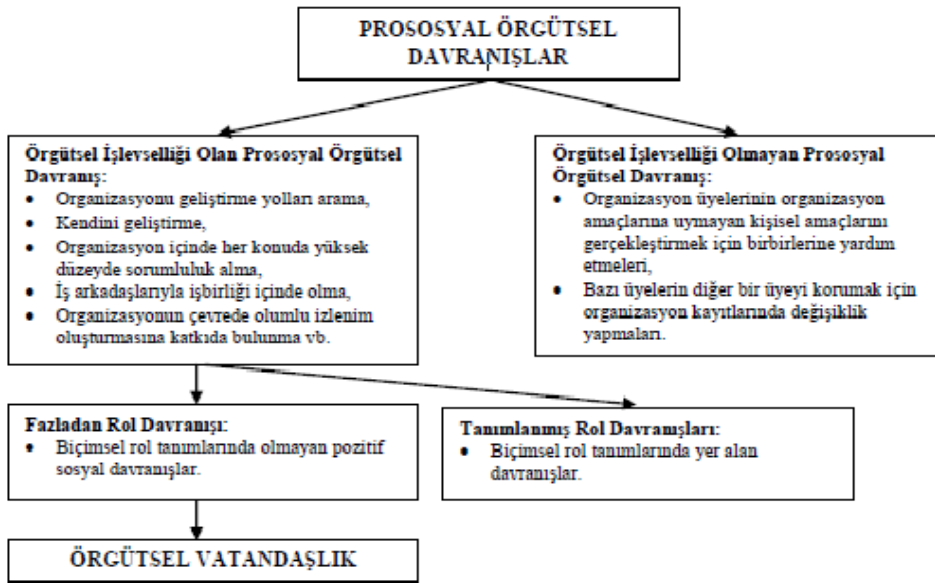 PROSOSYAL ÖRGÜTSEL
DAVRANIŞLAR
Örgütsel İşlevselliği Olan Prososyal Örgütsel
Davranış:
• Organizasyonu geliştirme yolları arama,
• Kendini geliştirme,
• Organizasyon içinde her konuda yüksek
düzeyde sorumluluk alma,
• İş arkadaşlarıyla işbirliği içinde olma,
• Organizasyonun çevrede olumlu izlenim
oluşturmasına katkıda bulunma vb.
Örgütsel İşlevselliği Olmayan Prososyal
Örgütsel Davranış:
• Organizasyon üyelerinin organizasyon
amaçlarına uymayan kişisel amaçlarını
gerçekleştirmek için birbirlerine yardım
etmeleri,
• Bazı üyelerin diğer bir üyeyi korumak için
organizasyon kayıtlarında değişiklik
yapmaları.
Fazladan Rol Davranışı:
• Biçimsel rol tanımlarında olmayan pozitif
sosyal davranışlar.
Tanımlanmış Rol Davranışları:
• Biçimsel rol tanımlarında yer alan
davranışlar.
ÖRGÜTSEL VATANDAŞLIK